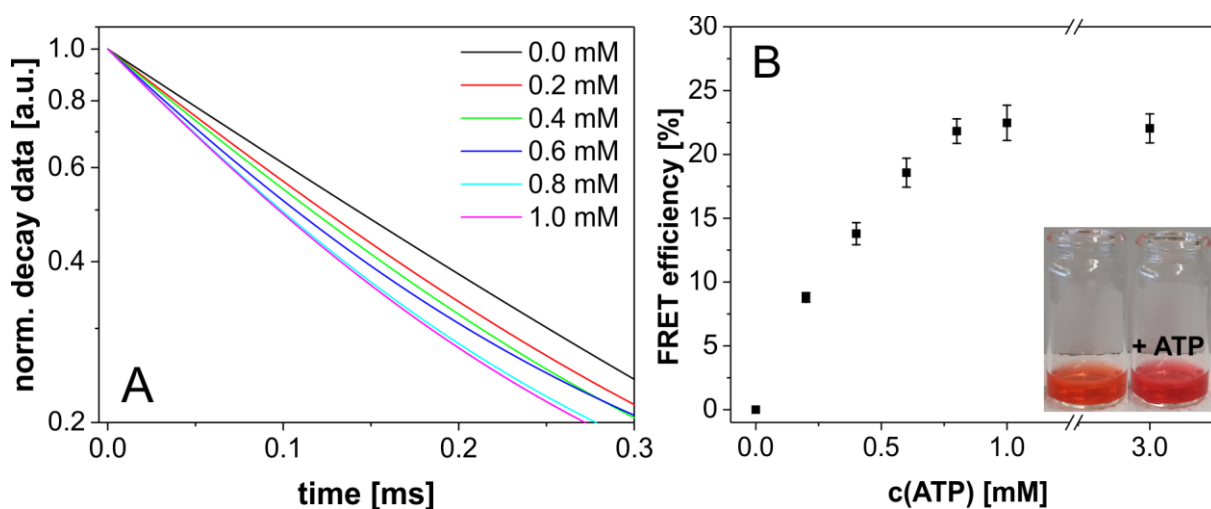 A
norm. decay data [a.u.]
1.0
0.8
0.6
0.4
0.2
0.0 mM
0.2 mM
0.4 mM
0.6 mM
0.8 mM
1.0 mM
0.0
0.1
0.2
0.3
time [ms]
B
FRET efficiency [%]
30
25
20
15
10
5
0
+ ATP
0.0
0.5
1.0
3.0
c(ATP) [mM]